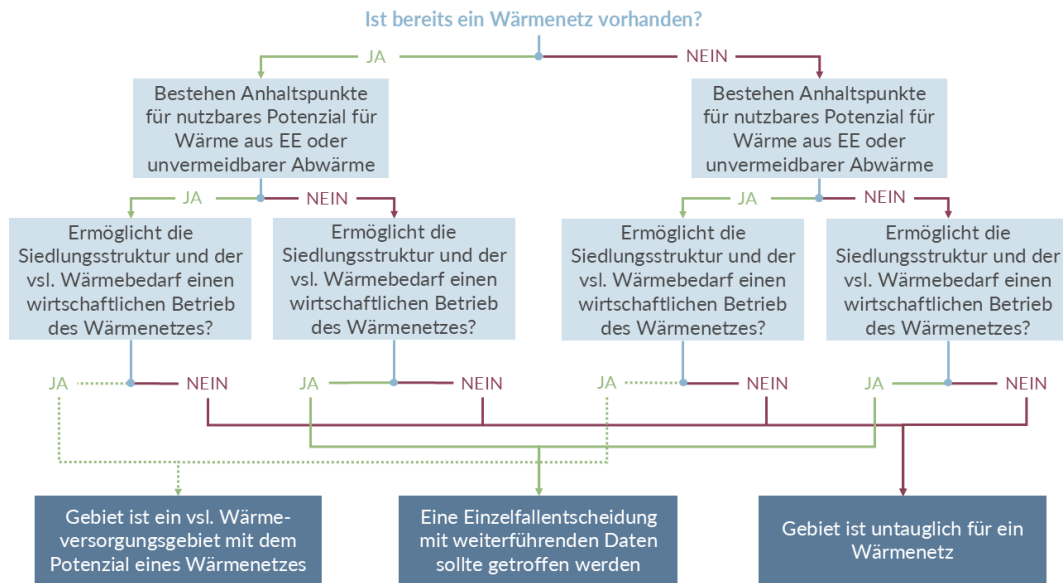 Ist bereits ein Wärmenetz vorhanden?
JA
NEIN
Bestehen Anhaltspunkte
für nutzbares Potenzial für
Wärme aus EE oder
unvermeidbarer Abwärme
Bestehen Anhaltspunkte
für nutzbares Potenzial für
Wärme aus EE oder
unvermeidbarer Abwärme
JA
NEIN
JA
NEIN
Ermöglicht die
Siedlungsstruktur und der
vsl. Wärmebedarf einen
wirtschaftlichen Betrieb
des Wärmenetzes?
Ermöglicht die
Siedlungsstruktur und der
vsl. Wärmebedarf einen
wirtschaftlichen Betrieb
des Wärmenetzes?
Ermöglicht die
Siedlungsstruktur und der
vsl. Wärmebedarf einen
wirtschaftlichen Betrieb
des Wärmenetzes?
Ermöglicht die
Siedlungsstruktur und der
vsl. Wärmebedarf einen
wirtschaftlichen Betrieb
des Wärmenetzes?
JA
NEIN
JA
NEIN
JA
NEIN
JA
NEIN
Gebiet ist ein vsl. Wärme-
versorgungsgebiet mit dem
Potenzial eines Wärmenetzes
Eine Einzelfallentscheidung
mit weiterführenden Daten
sollte getroffen werden
Gebiet ist untauglich für ein
Wärmenetz